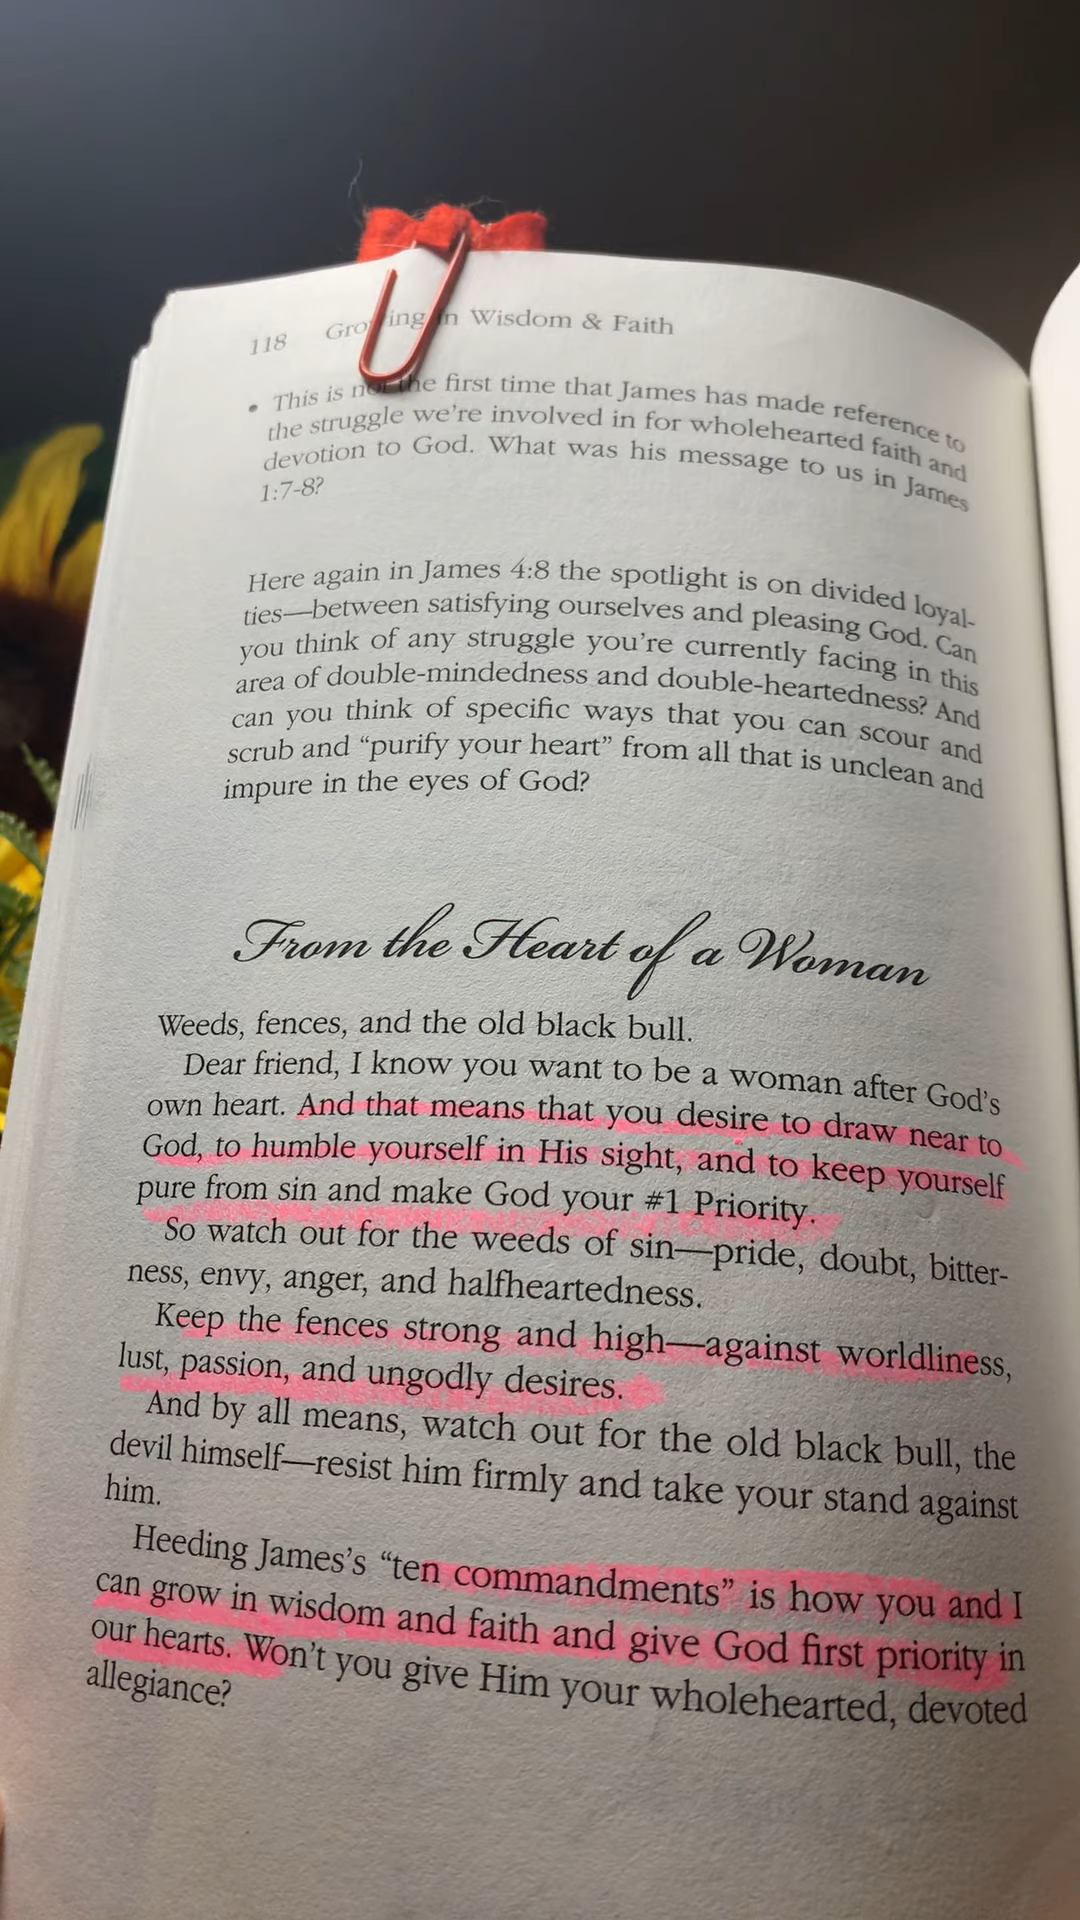 118 Growing in Wisdom & Faith
• This is not the first time that James has made reference to
the struggle we're involved in for wholehearted faith and
devotion to God. What was his message to us in James
1:7-8?
Here again in James 4:8 the spotlight is on divided loyal-
ties—between satisfying ourselves and pleasing God. Can
you think of any struggle you're currently facing in this
area of double-mindedness and double-heartedness? And
can you think of specific ways that you can scour and
scrub and “purify your heart” from all that is unclean and
impure in the eyes of God?
From the Heart of a Woman
Weeds, fences, and the old black bull.
Dear friend, I know you want to be a woman after God's
own heart. And that means that you desire to draw near to
God, to humble yourself in His sight, and to keep yourself
pure from sin and make God your #1 Priority.
So watch out for the weeds of sin—pride, doubt, bitter-
ness, envy, anger, and halfheartedness.
Keep the fences strong and high—against worldliness,
lust, passion, and ungodly desires.
And by all means, watch out for the old black bull, the
devil himself—resist him firmly and take your stand against
him.
Heeding James's “ten commandments” is how you and I
can grow in wisdom and faith and give God first priority in
our hearts. Won't you give Him your wholehearted, devoted
allegiance?